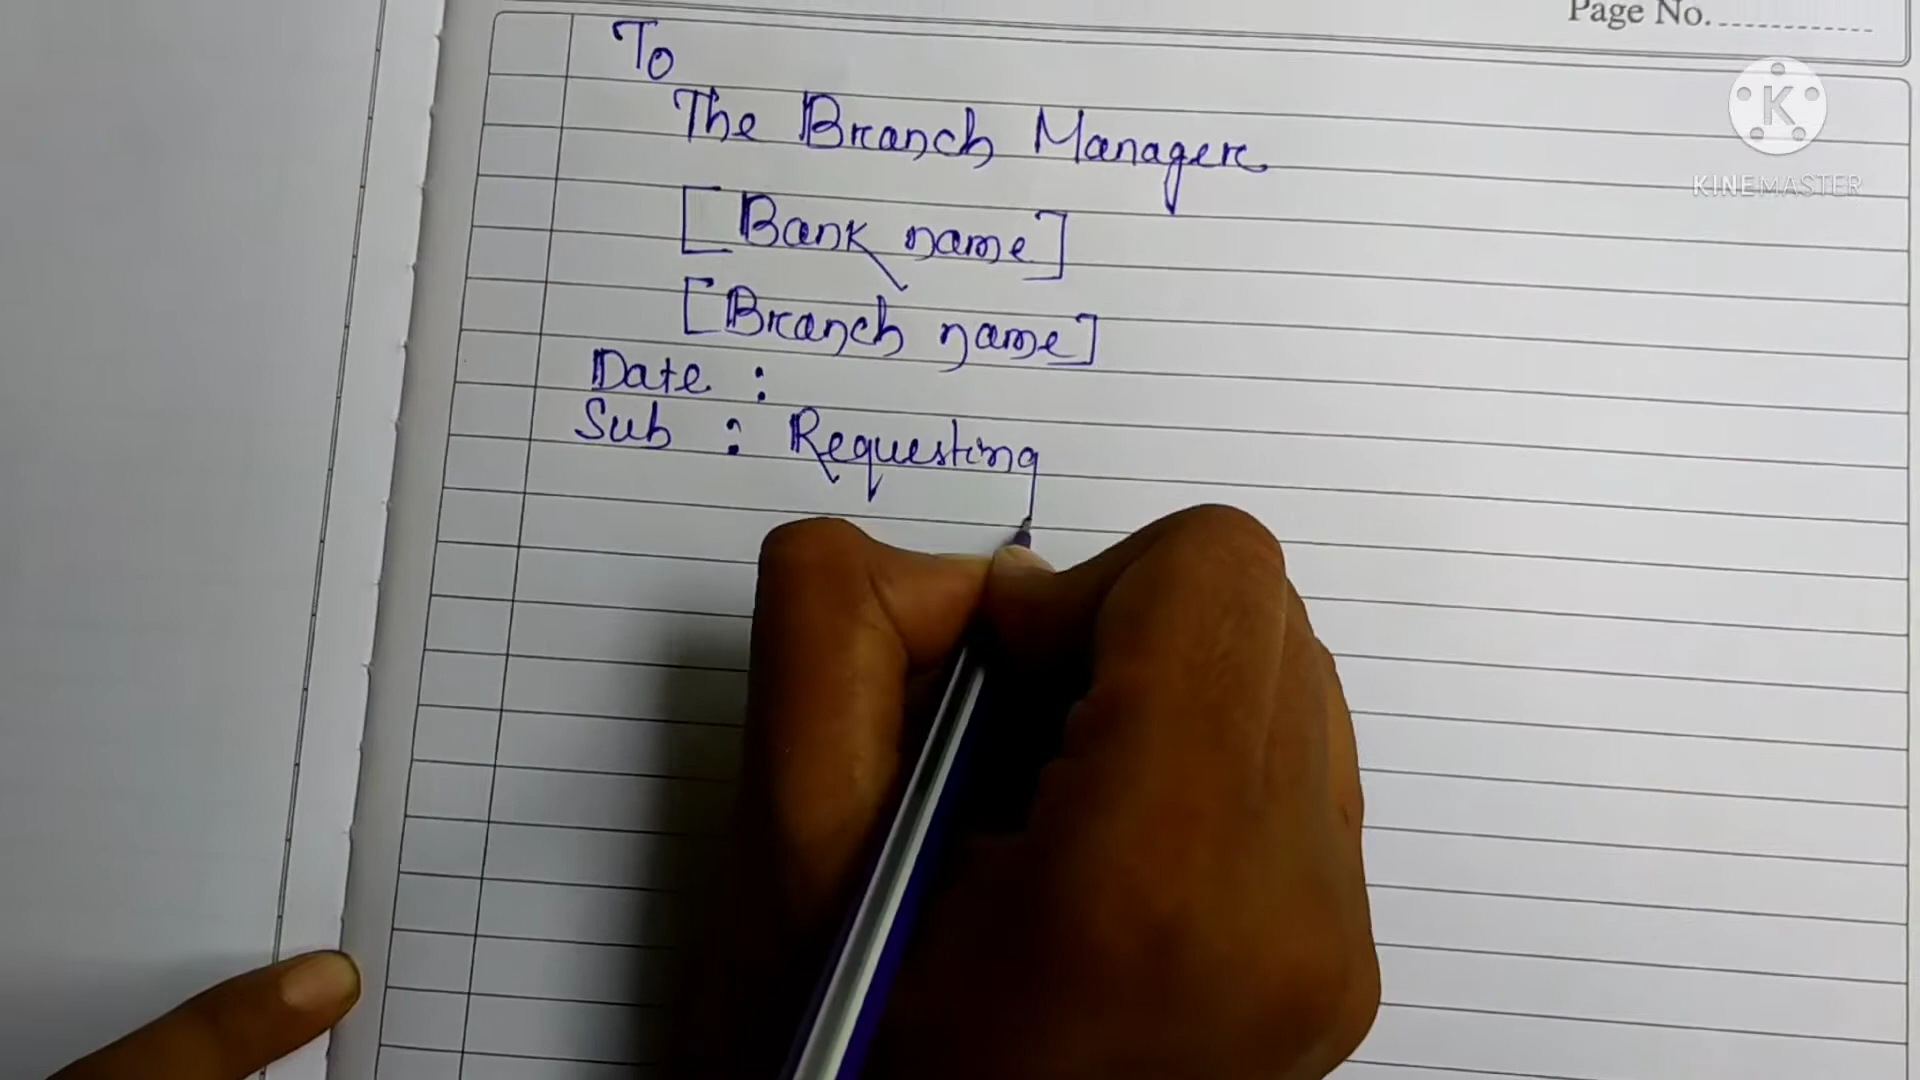 Page No. ............
To
The Branch Manager
[Bank name]
[Branch name]
Date :
Sub : Requesting
KINEMASTER